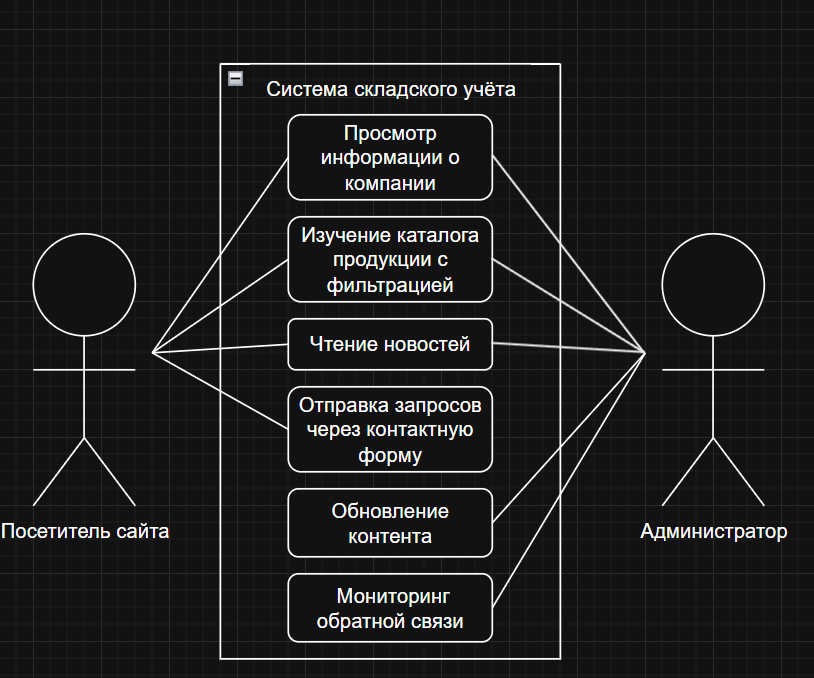 Система складского учёта
Просмотр
информации о
компании
Изучение каталога
продукции с
фильтрацией
Чтение новостей
Отправка запросов
через контактную
форму
Обновление
контента
Мониторинг
обратной связи
Посетитель сайта
Администратор